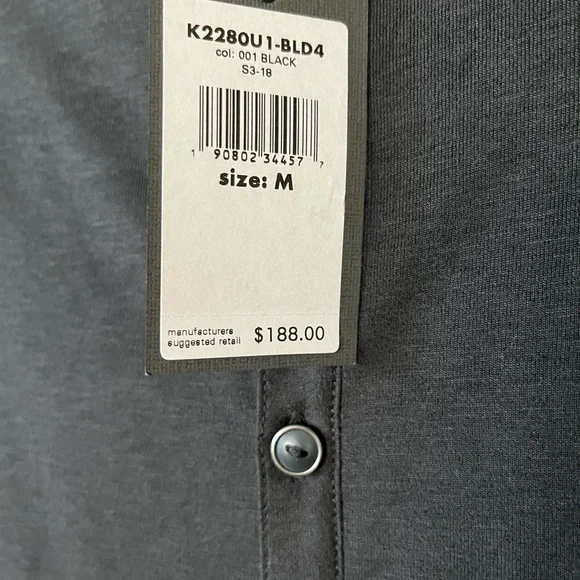 K2280U1-BLD4
col: 001 BLACK
S3-18
1 90802 34457 7
size: M
manufacturers
suggested retail $188.00